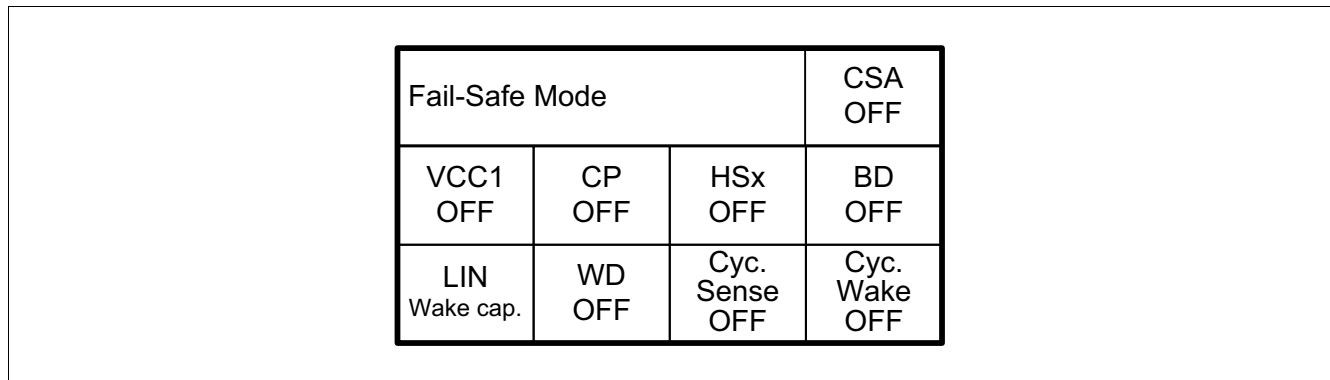 Fail-Safe Mode
CSA
OFF
VCC1
OFF
CP
OFF
HSx
OFF
BD
OFF
LIN
Wake cap.
WD
OFF
Cyc.
Sense
OFF
Cyc.
Wake
OFF